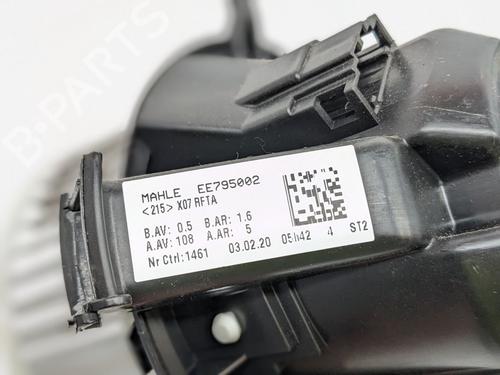 B-PARTS
MAHLE EE795002
<215> X07 RFTA
B.AV: 0.5 B.AR: 1.6
A.AV: 108 A.AR: 5
Nr Ctrl:1461 03.02.20 05h42 4 ST2